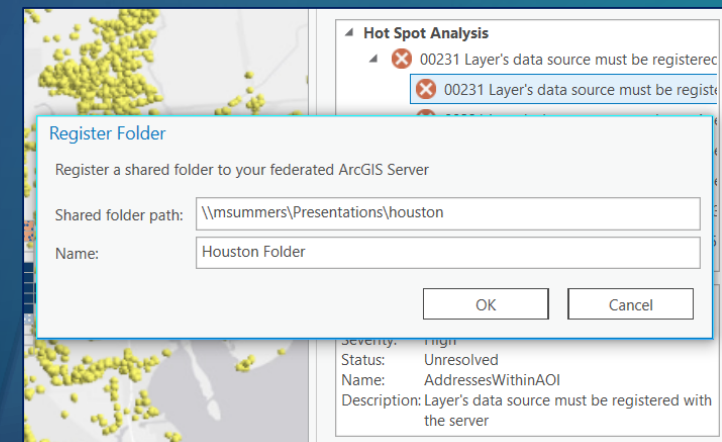 Hot Spot Analysis
00231 Layer's data source must be registered
00231 Layer's data source must be registe
Register Folder
Register a shared folder to your federated ArcGIS Server
Shared folder path: \\msummers\Presentations\houston
Name: Houston Folder
OK Cancel
Severity: High
Status: Unresolved
Name: AddressesWithinAOI
Description: Layer's data source must be registered with
the server